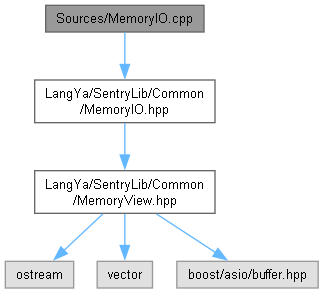 Sources/MemoryIO.cpp
LangYa/SentryLib/Common
/MemoryIO.hpp
LangYa/SentryLib/Common
/MemoryView.hpp
ostream
vector
boost/asio/buffer.hpp